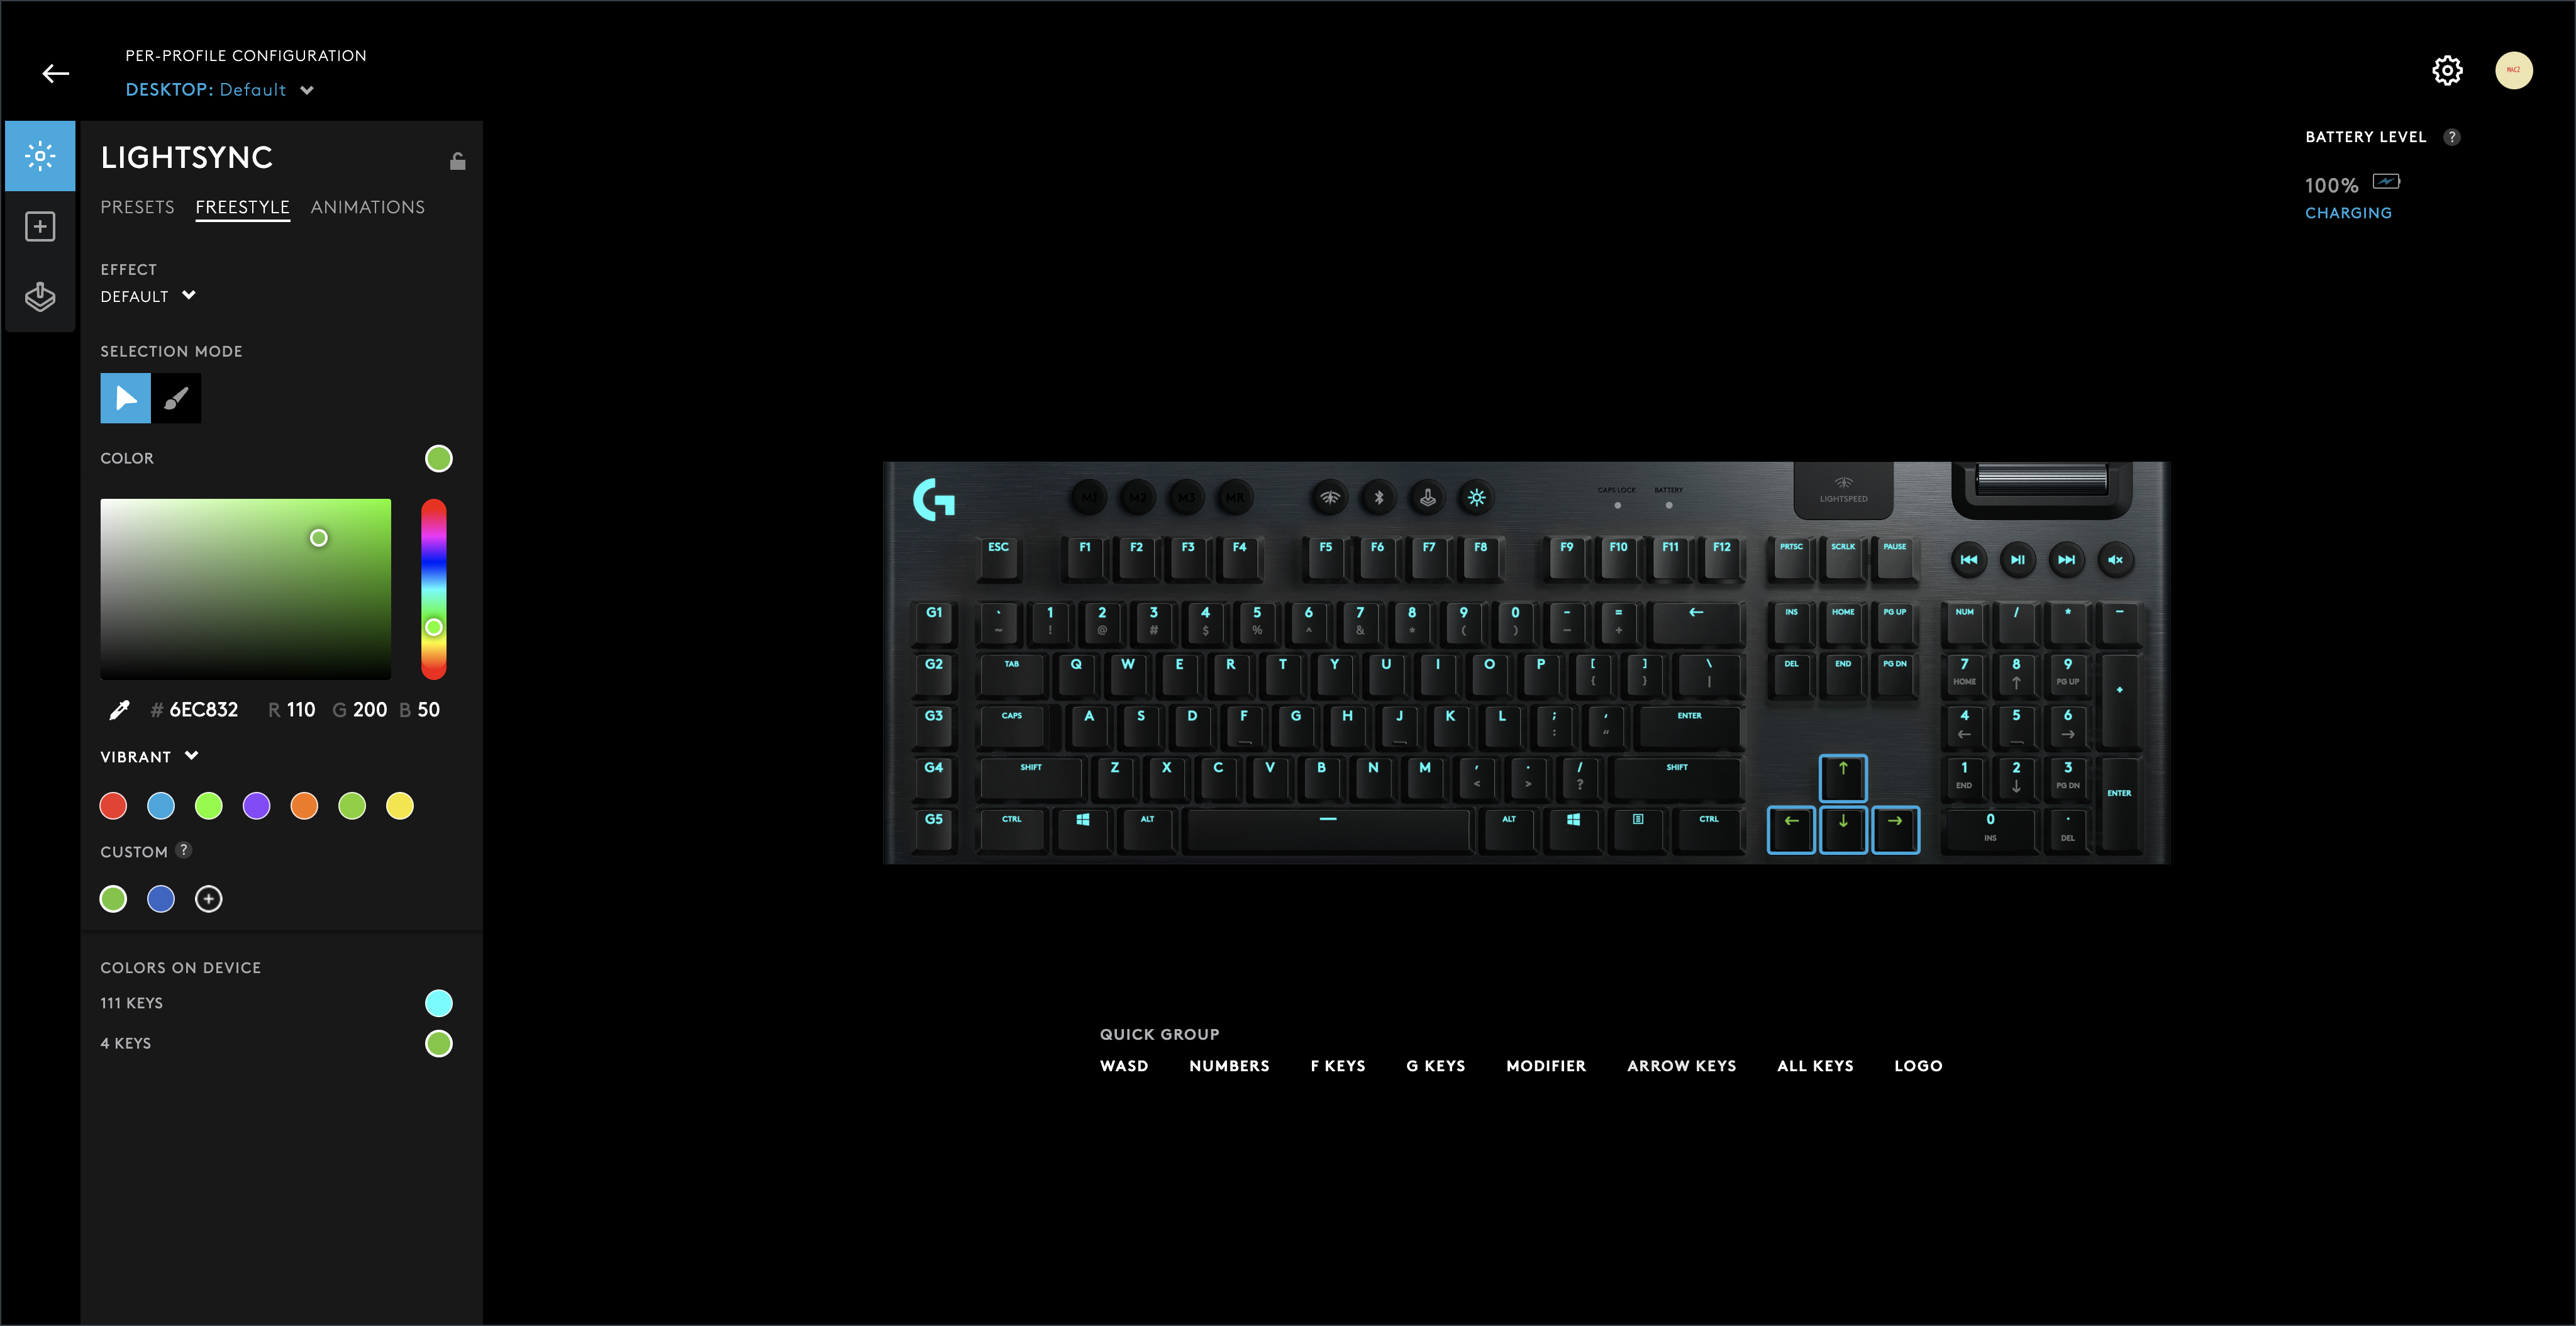 PER-PROFILE CONFIGURATION
DESKTOP: Default
MAC2
LIGHTSYNC
PRESETS FREESTYLE ANIMATIONS
EFFECT
DEFAULT
SELECTION MODE
COLOR
# 6EC832 R 110 G 200 B 50
VIBRANT
CUSTOM ?
COLORS ON DEVICE
111 KEYS
4 KEYS
BATTERY LEVEL ?
100%
CHARGING
G M1 M2 M3 MR CAPS LOCK BATTERY LIGHTSPEED
ESC F1 F2 F3 F4 F5 F6 F7 F8 F9 F10 F11 F12 PRTSC SCRLK PAUSE
G1 ` 1 2 3 4 5 6 7 8 9 0 - = ← INS HOME PG UP NUM / * -
~ ! @ # $ % ^ & * ( ) _ +
G2 TAB Q W E R T Y U I O P [ ] \ DEL END PG DN 7 8 9 +
{ } | HOME ↑ PG UP
G3 CAPS A S D F G H J K L ; ' ENTER 4 5 6
: " ← →
G4 SHIFT Z X C V B N M , . / SHIFT ↑ 1 2 3 ENTER
< > ? END ↓ PG DN
G5 CTRL ALT ALT CTRL ← ↓ → 0 .
INS DEL
QUICK GROUP
WASD NUMBERS F KEYS G KEYS MODIFIER ARROW KEYS ALL KEYS LOGO